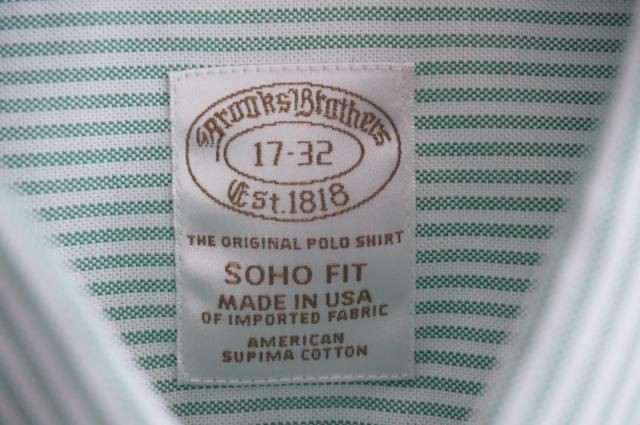 Brooks Brothers
17-32
Est. 1818
THE ORIGINAL POLO SHIRT
SOHO FIT
MADE IN USA
OF IMPORTED FABRIC
AMERICAN
SUPIMA COTTON